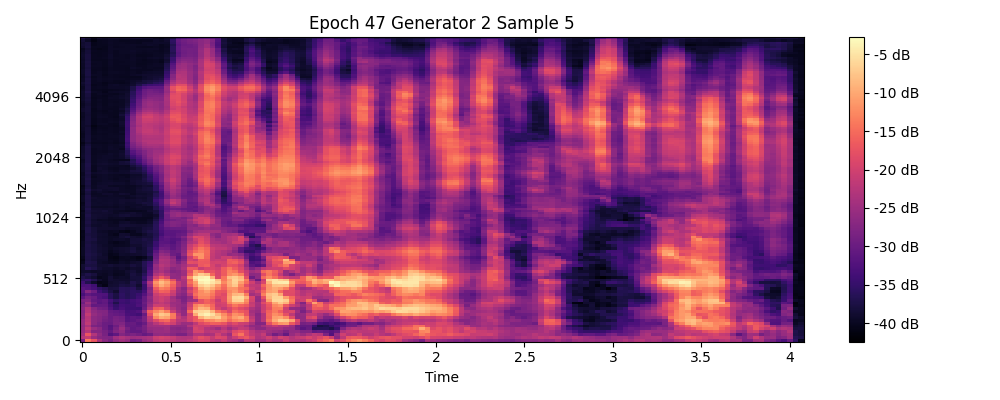 Epoch 47 Generator 2 Sample 5
Hz
4096
2048
1024
512
0
0 0.5 1 1.5 2 2.5 3 3.5 4
Time
-5 dB
-10 dB
-15 dB
-20 dB
-25 dB
-30 dB
-35 dB
-40 dB